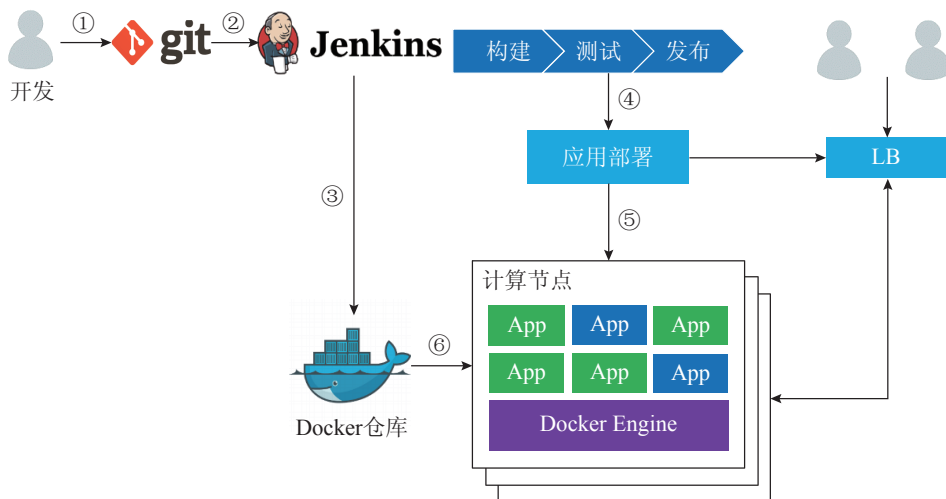 ①
②
git
Jenkins
构建
测试
发布
开发
④
应用部署
LB
③
⑤
计算节点
App
App
App
⑥
App
App
App
Docker Engine
Docker仓库